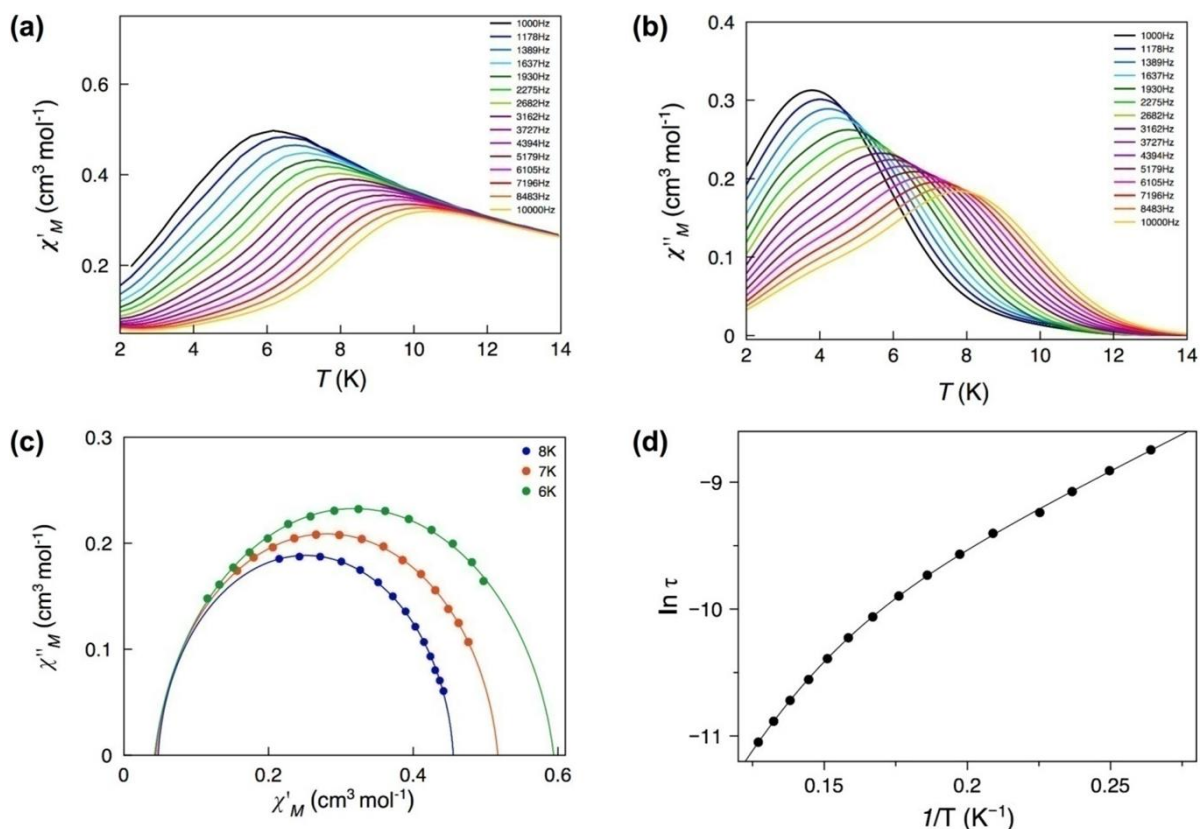 (a)
0.6
0.4
0.2
χ'M (cm³ mol⁻¹)
2 4 6 8 10 12 14
T (K)
1000Hz
1178Hz
1389Hz
1637Hz
1930Hz
2275Hz
2682Hz
3162Hz
3727Hz
4394Hz
5179Hz
6105Hz
7196Hz
8483Hz
10000Hz
(b)
0.4
0.3
0.2
0.1
0
χ''M (cm³ mol⁻¹)
2 4 6 8 10 12 14
T (K)
1000Hz
1178Hz
1389Hz
1637Hz
1930Hz
2275Hz
2682Hz
3162Hz
3727Hz
4394Hz
5179Hz
6105Hz
7196Hz
8483Hz
10000Hz
(c)
0.3
0.2
0.1
0
χ''M (cm³ mol⁻¹)
0 0.2 0.4 0.6
χ'M (cm³ mol⁻¹)
8K
7K
6K
(d)
−9
−10
−11
ln τ
0.15 0.2 0.25
1/T (K⁻¹)